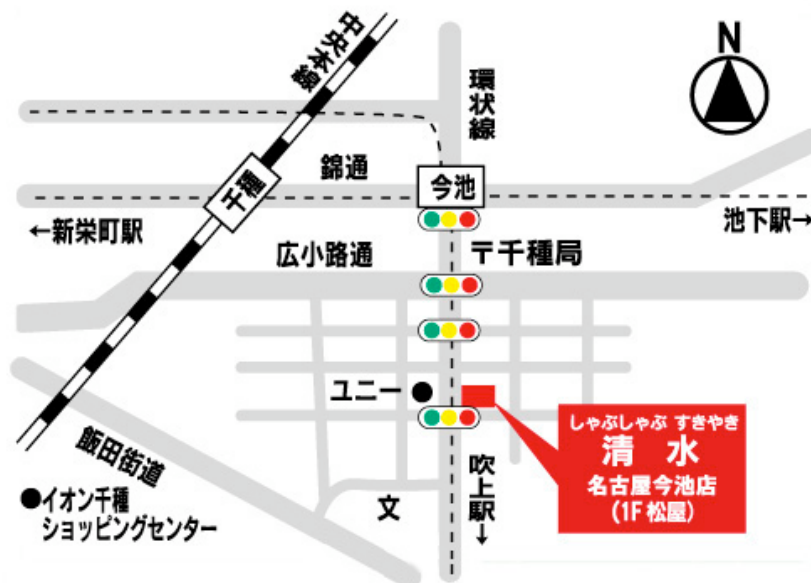 N
中央本線
環状線
錦通
今池
千種
←新栄町駅
池下駅→
広小路通
〒千種局
ユニー
しゃぶしゃぶ すきやき
清水
名古屋今池店
(1F 松屋)
飯田街道
吹上駅→
文
イオン千種
ショッピングセンター